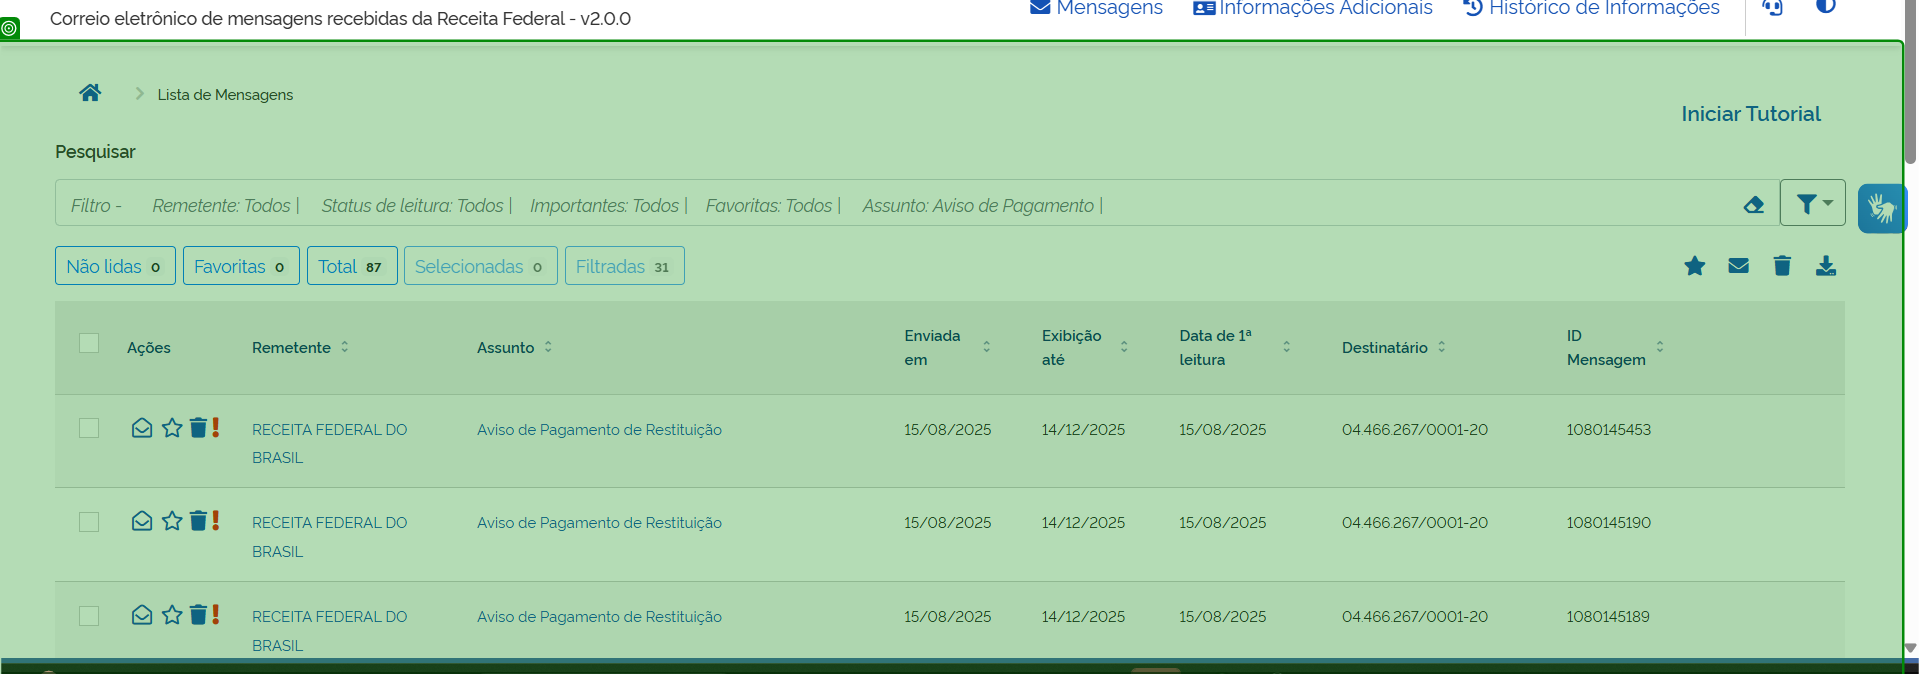 Correio eletrônico de mensagens recebidas da Receita Federal - v2.0.0
Mensagens Informações Adicionais Histórico de Informações
Lista de Mensagens
Iniciar Tutorial
Pesquisar
Filtro - Remetente: Todos | Status de leitura: Todos | Importantes: Todos | Favoritas: Todos | Assunto: Aviso de Pagamento |
Não lidas 0 Favoritas 0 Total 87 Selecionadas 0 Filtradas 31
Ações Remetente Assunto Enviada em Exibição até Data de 1ª leitura Destinatário ID Mensagem
RECEITA FEDERAL DO BRASIL Aviso de Pagamento de Restituição 15/08/2025 14/12/2025 15/08/2025 04.466.267/0001-20 1080145453
RECEITA FEDERAL DO BRASIL Aviso de Pagamento de Restituição 15/08/2025 14/12/2025 15/08/2025 04.466.267/0001-20 1080145190
RECEITA FEDERAL DO BRASIL Aviso de Pagamento de Restituição 15/08/2025 14/12/2025 15/08/2025 04.466.267/0001-20 1080145189